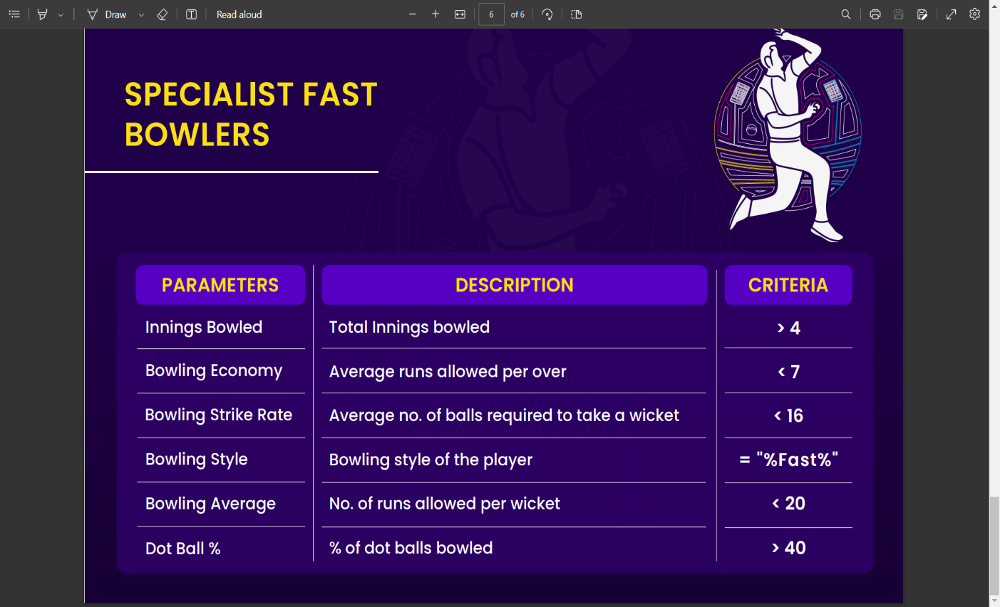 Draw
Read aloud
6
of 6
SPECIALIST FAST
BOWLERS
PARAMETERS DESCRIPTION CRITERIA
Innings Bowled Total Innings bowled > 4
Bowling Economy Average runs allowed per over < 7
Bowling Strike Rate Average no. of balls required to take a wicket < 16
Bowling Style Bowling style of the player = "%Fast%"
Bowling Average No. of runs allowed per wicket < 20
Dot Ball % % of dot balls bowled > 40